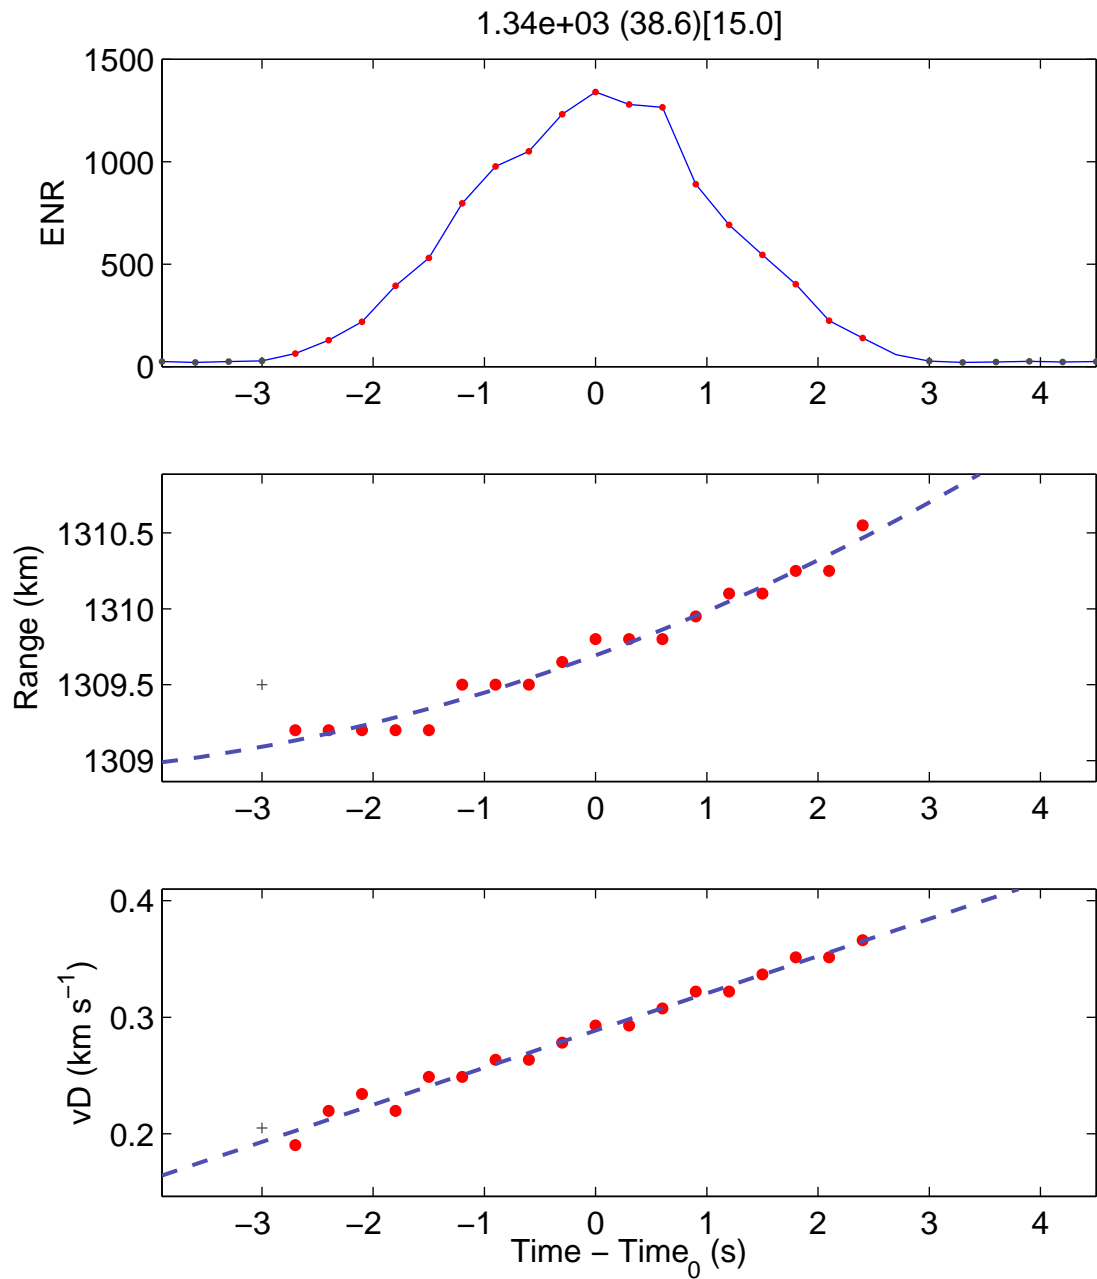 1.34e+03 (38.6)[15.0]
1500
1000
500
0
ENR
−3 −2 −1 0 1 2 3 4
1310.5
1310
1309.5
1309
Range (km)
−3 −2 −1 0 1 2 3 4
0.4
0.3
0.2
vD (km s−1)
−3 −2 −1 0 1 2 3 4
Time − Time0 (s)